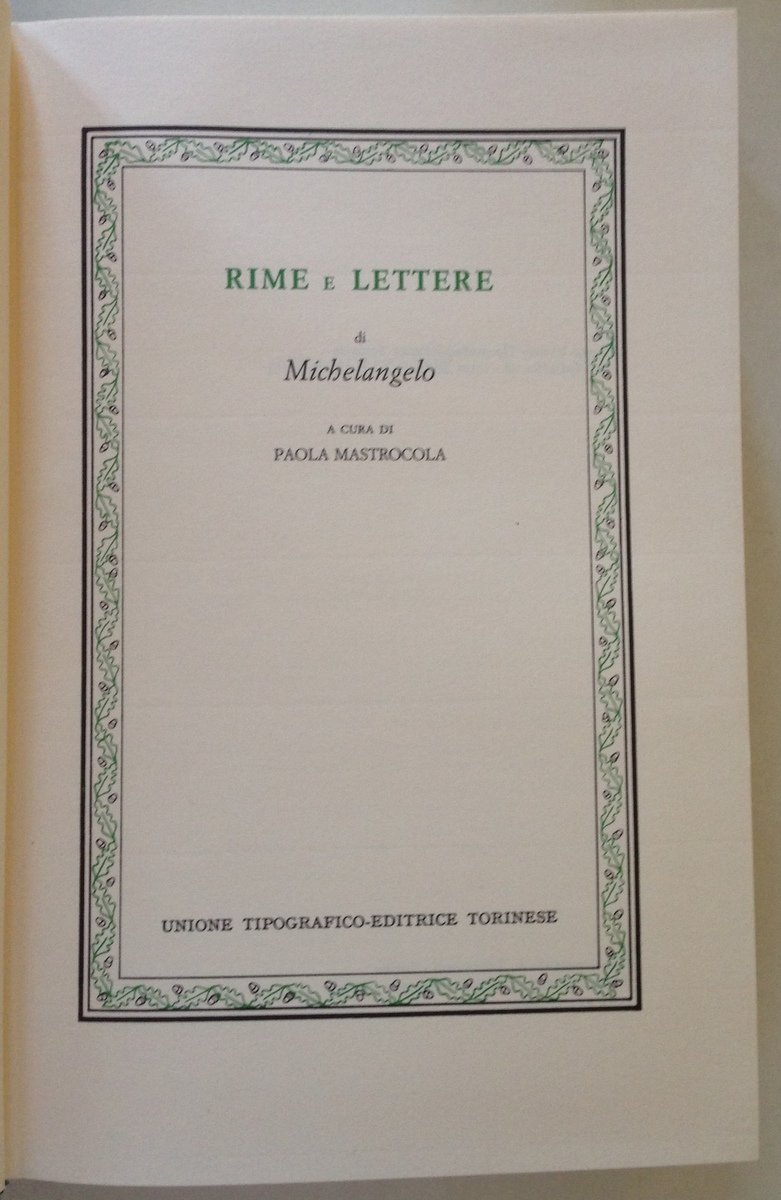 RIME E LETTERE
di
Michelangelo
A CURA DI
PAOLA MASTROCOLA
UNIONE TIPOGRAFICO-EDITRICE TORINESE